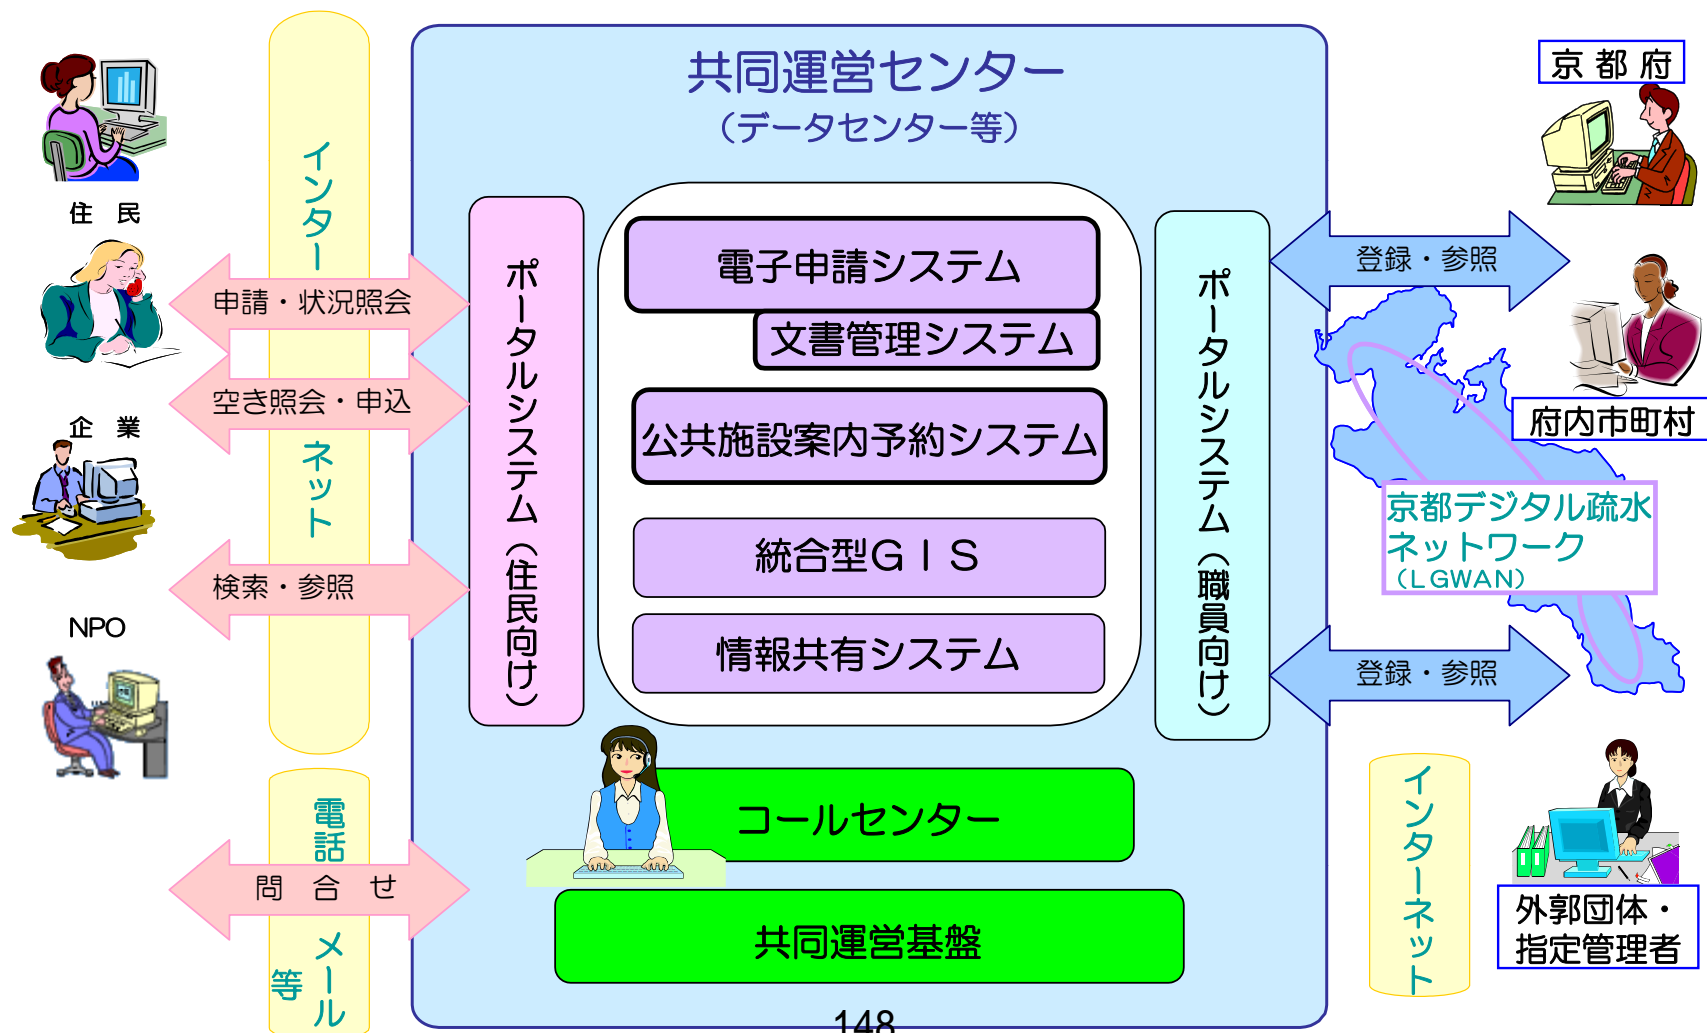 共同運営センター
（データセンター等）
住　民
企　業
NPO
インターネット
申請・状況照会
空き照会・申込
検索・参照
電話
メール
等
問　合　せ
ポータルシステム（住民向け）
電子申請システム
文書管理システム
公共施設案内予約システム
統合型ＧＩＳ
情報共有システム
コールセンター
共同運営基盤
ポータルシステム（職員向け）
京 都 府
登録・参照
府内市町村
京都デジタル疏水
ネットワーク
（LGWAN）
登録・参照
インターネット
外郭団体・
指定管理者
148